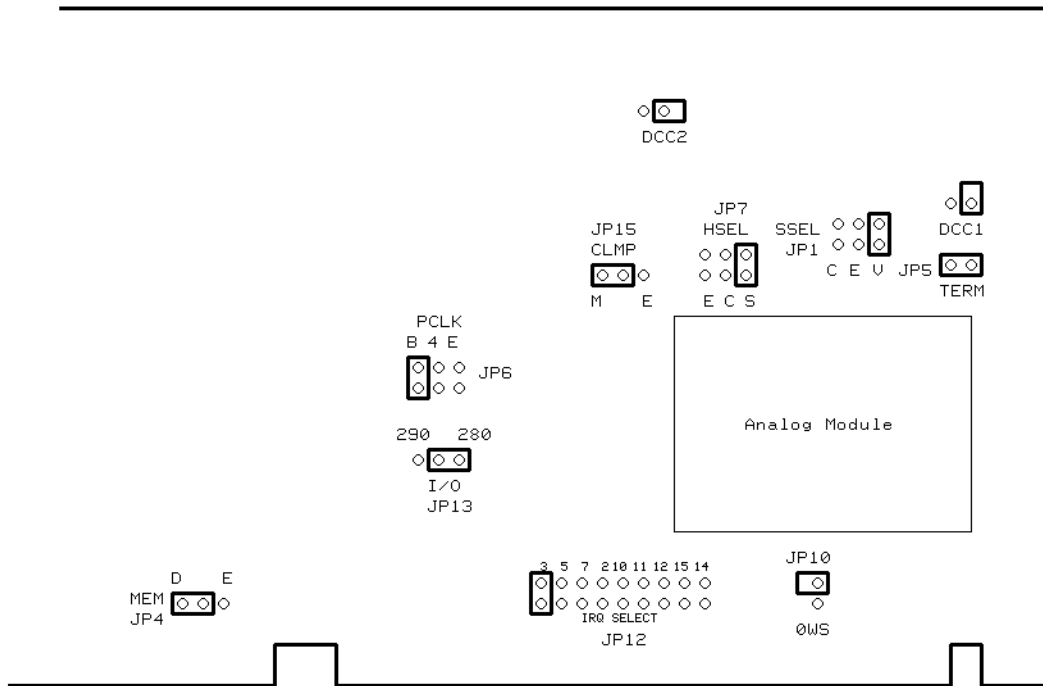 DCC2
DCC1
JP7
HSEL
E C S
SSEL
JP1
C E V
JP15
CLMP
M E
JP5
TERM
PCLK
B 4 E
JP6
Analog Module
290 280
I/O
JP13
D E
MEM
JP4
3 5 7 2 10 11 12 15 14
IRQ SELECT
JP12
JP10
0WS